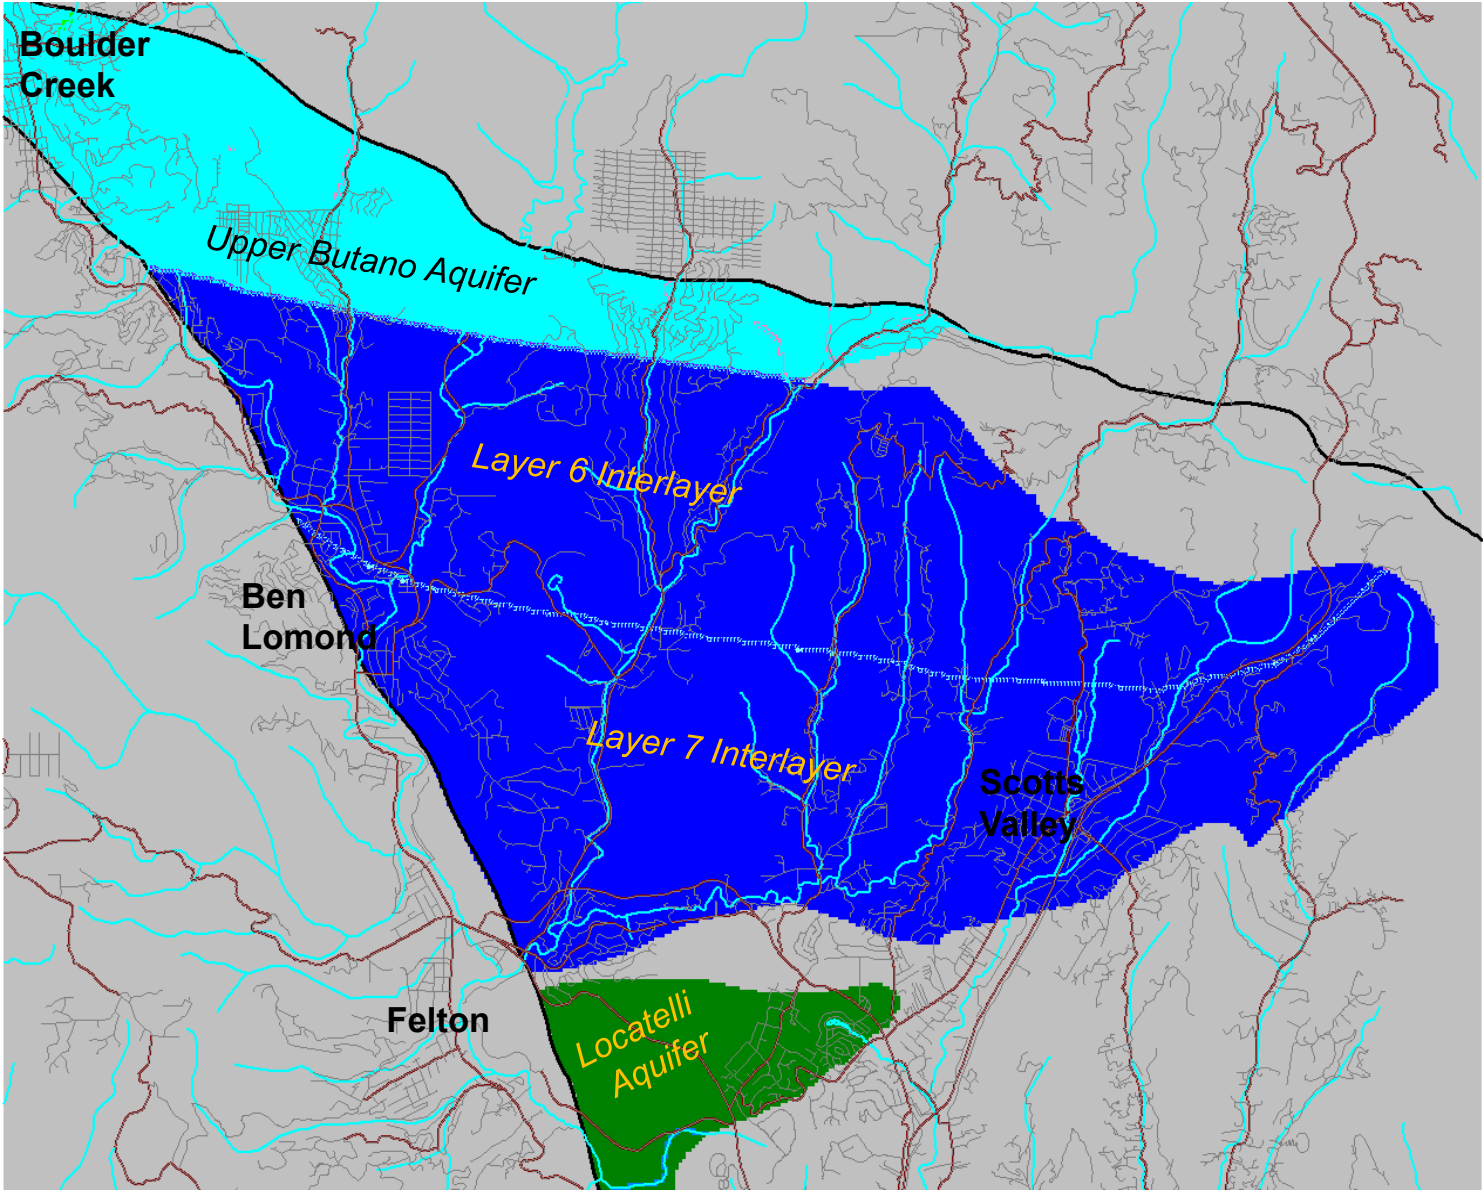 Boulder
Creek
Upper Butano Aquifer
Layer 6 Interlayer
Ben
Lomond
Layer 7 Interlayer
Scotts
Valley
Felton
Locatelli
Aquifer